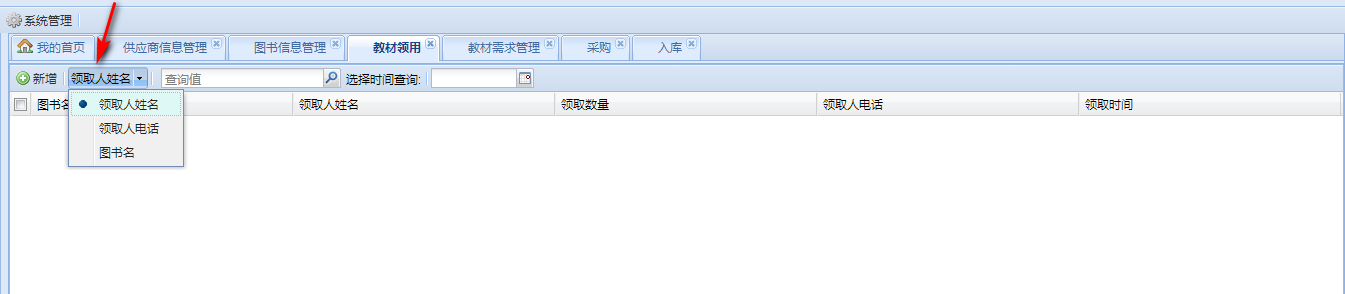 系统管理
我的首页 供应商信息管理 图书信息管理 教材领用 教材需求管理 采购 入库
新增 领取人姓名 查询值 选择时间查询:
图书名 领取人姓名 领取数量 领取人电话 领取时间
领取人姓名
领取人电话
图书名